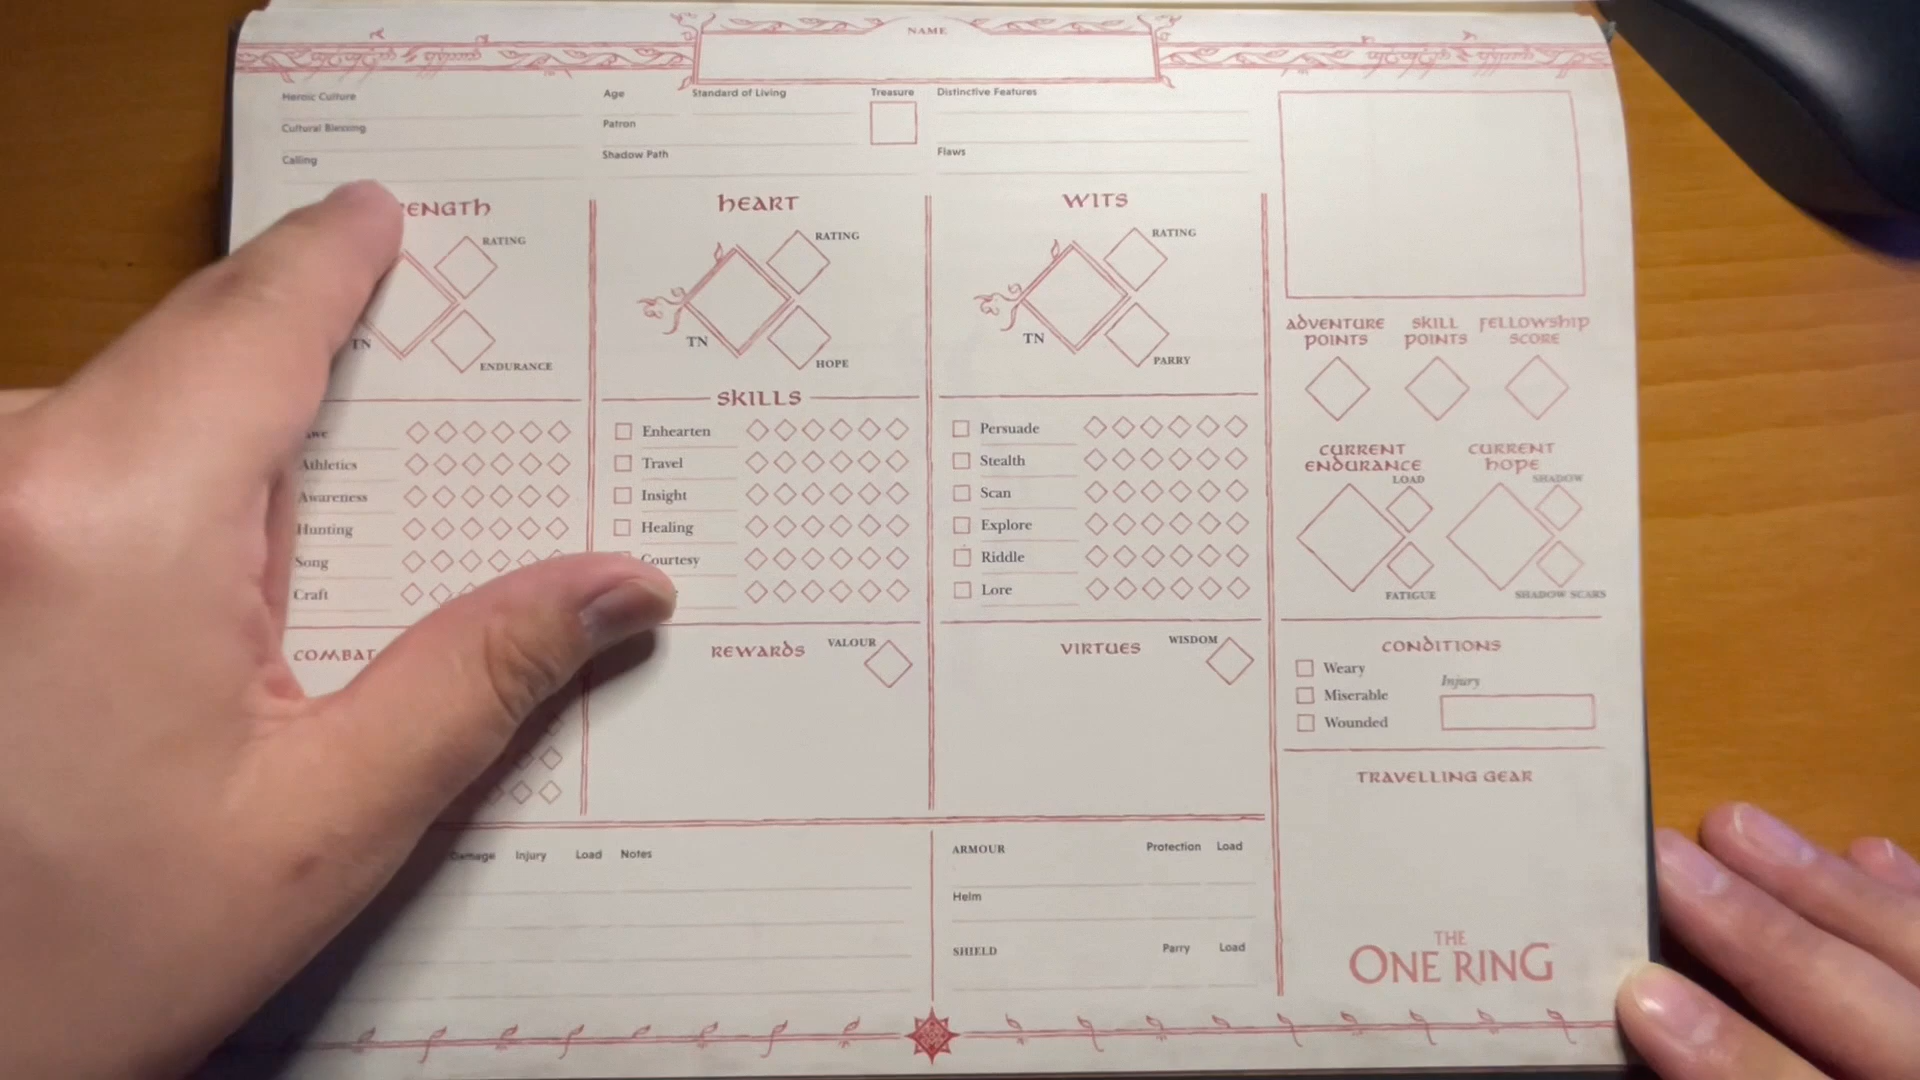 NAME
Heroic Culture
Age
Standard of Living
Treasure
Distinctive Features
Cultural Blessing
Patron
Calling
Shadow Path
Flaws
HEART
WITS
RATING
RATING
RATING
TN
ENDURANCE
TN
HOPE
TN
PARRY
SKILLS
Athletics
Awareness
Hunting
Song
Craft
Enhearten
Travel
Insight
Healing
Courtesy
Persuade
Stealth
Scan
Explore
Riddle
Lore
COMBAT
REWARDS
VALOUR
VIRTUES
WISDOM
Damage Injury Load Notes
ARMOUR Protection Load
Helm
SHIELD Parry Load
ADVENTURE POINTS
SKILL POINTS
FELLOWSHIP SCORE
CURRENT ENDURANCE
LOAD
FATIGUE
CURRENT HOPE
SHADOW
SHADOW SCARS
CONDITIONS
Weary
Miserable
Wounded
Injury
TRAVELLING GEAR
THE
ONE RING